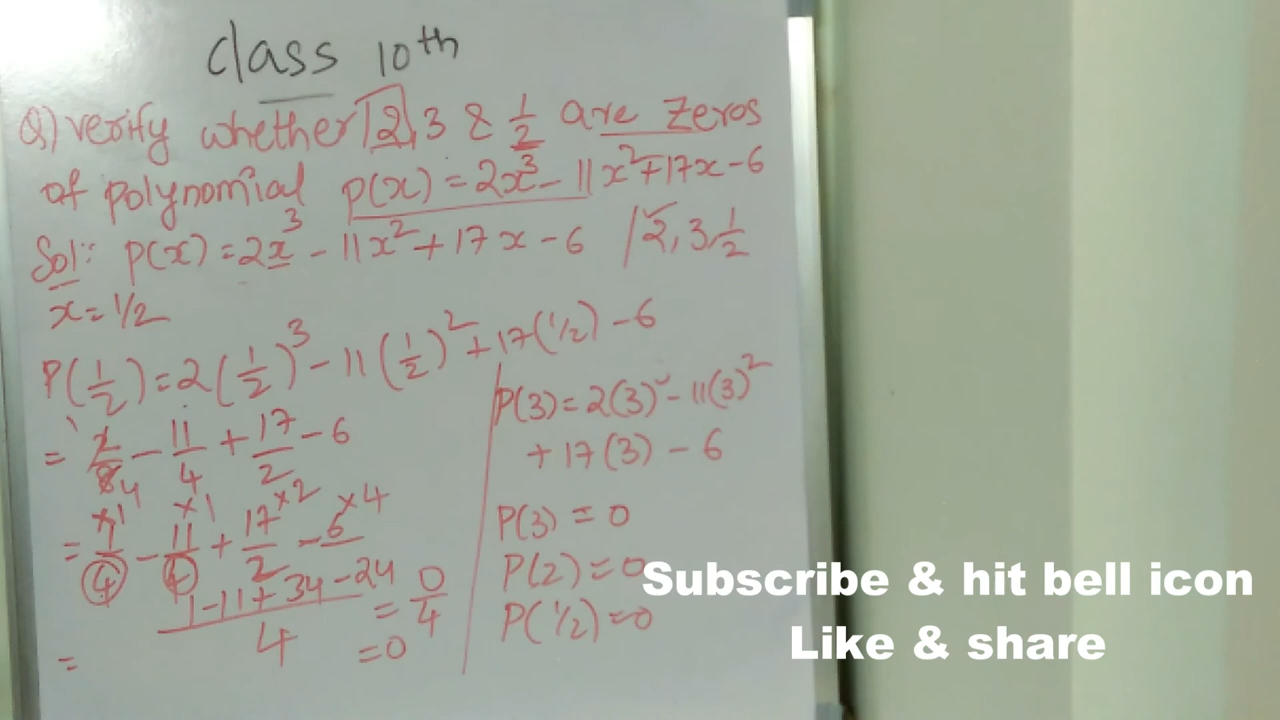 class 10th
Q) verify whether 2, 3 & 1/2 are zeros
of polynomial p(x) = 2x³ - 11x² + 17x - 6
Sol: p(x) = 2x³ - 11x² + 17x - 6 / 2, 3 1/2
x = 1/2
P(1/2) = 2(1/2)³ - 11(1/2)² + 17(1/2) - 6
= 2/8 - 11/4 + 17/2 - 6
= 1/4 - 11/4 + 17/2 - 6
= 1-11+34-24 / 4 = 0/4
=0
P(3) = 2(3)³ - 11(3)²
+ 17(3) - 6
P(3) = 0
P(2) = 0
P(1/2) = 0
Subscribe & hit bell icon
Like & share